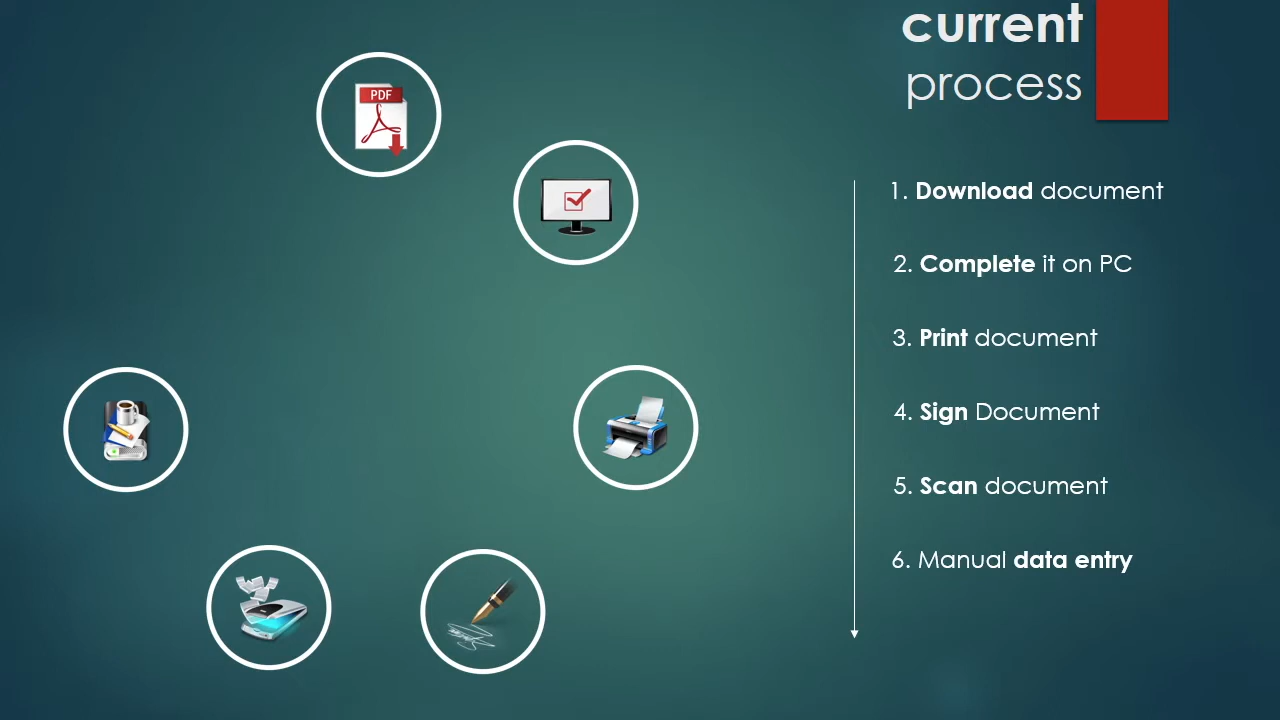 current
process
PDF
1. Download document
2. Complete it on PC
3. Print document
4. Sign Document
5. Scan document
6. Manual data entry